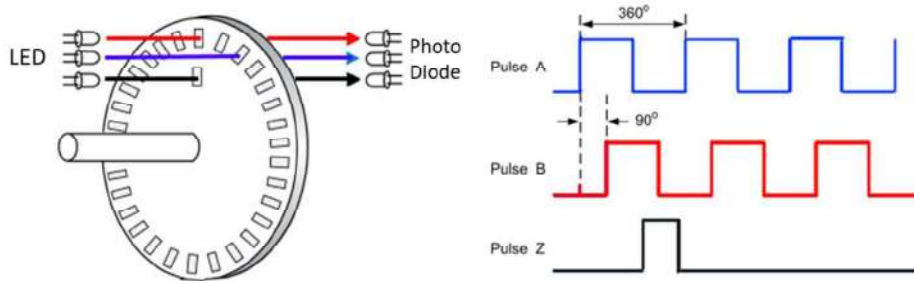 LED
Photo
Diode
360°
Pulse A
90°
Pulse B
Pulse Z